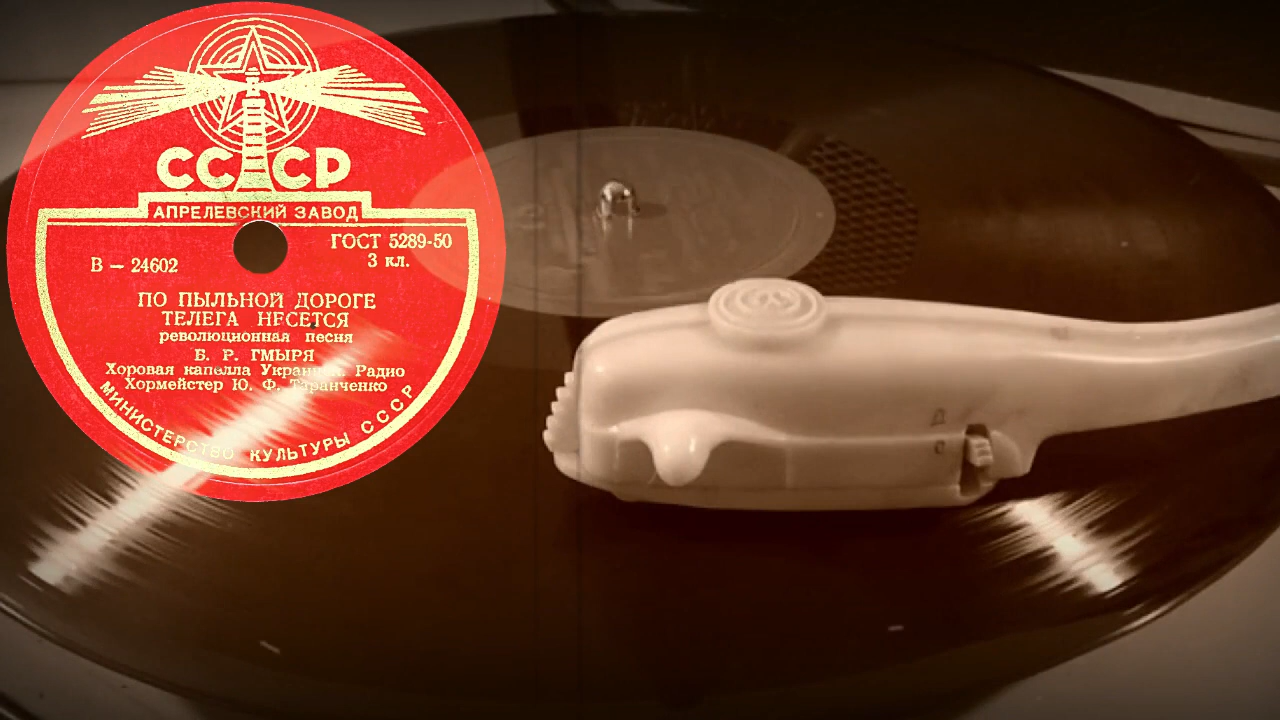 СССР
АПРЕЛЕВСКИЙ ЗАВОД
ГОСТ 5289-50
В — 24602
3 кл.
ПО ПЫЛЬНОЙ ДОРОГЕ
ТЕЛЕГА НЕСЕТСЯ
революционная песня
Б. Р. ГМЫРЯ
Хоровая капелла Радио
Хормейстер Ю. Ф. Таранченко
МИНИСТЕРСТВО КУЛЬТУРЫ СССР
Д
С